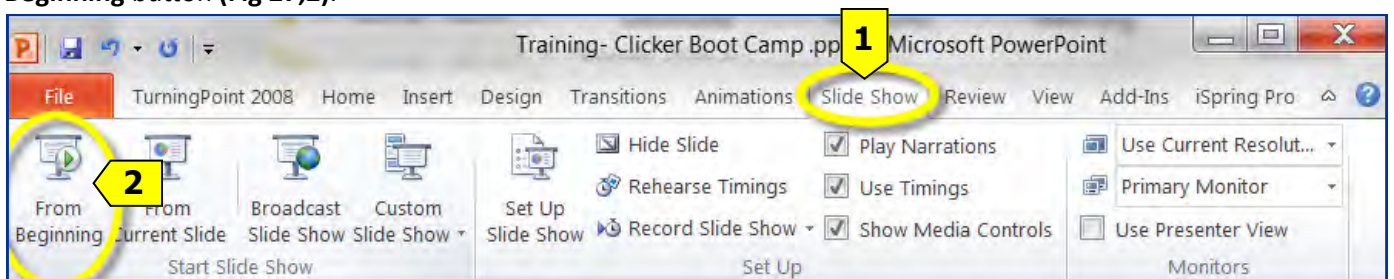 Beginning button (Fig 27,2).
Training- Clicker Boot Camp .pp Microsoft PowerPoint
1
File TurningPoint 2008 Home Insert Design Transitions Animations Slide Show Review View Add-Ins iSpring Pro
From Beginning
2
From Current Slide
Broadcast Slide Show
Custom Slide Show
Set Up Slide Show
Hide Slide
Rehearse Timings
Record Slide Show
Play Narrations
Use Timings
Show Media Controls
Use Current Resolut...
Primary Monitor
Use Presenter View
Start Slide Show
Set Up
Monitors